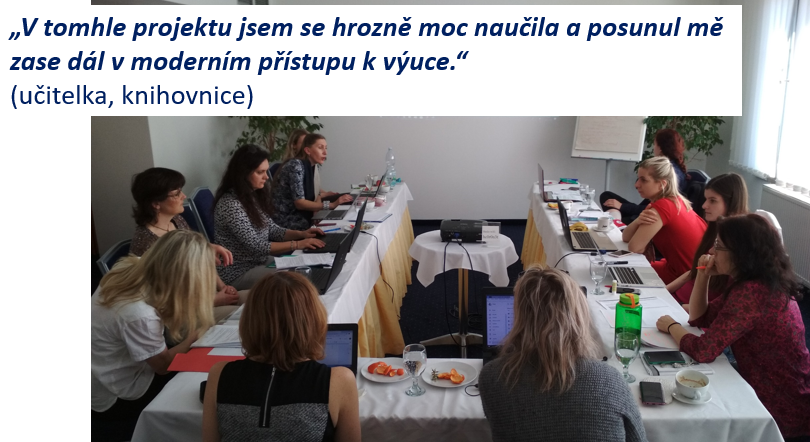 „V tomhle projektu jsem se hrozně moc naučila a posunul mě
zase dál v moderním přístupu k výuce.“
(učitelka, knihovnice)